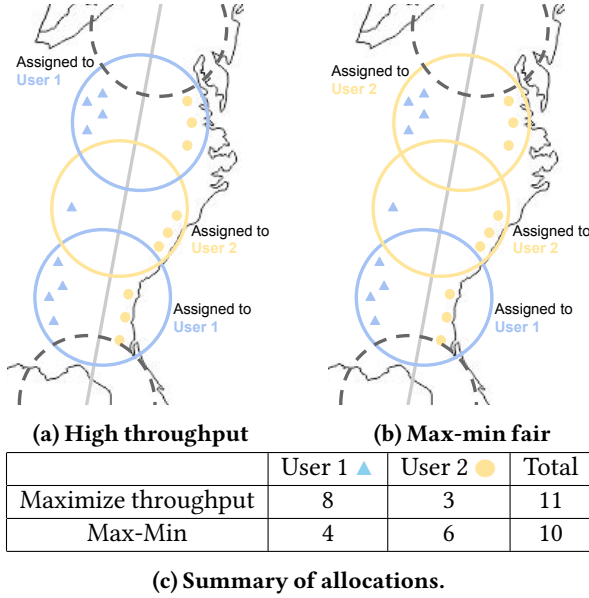 Assigned to
User 1
Assigned to
User 2
Assigned to
User 1
(a) High throughput
Assigned to
User 2
Assigned to
User 2
Assigned to
User 1
(b) Max-min fair
User 1 User 2 Total
Maximize throughput 8 3 11
Max-Min 4 6 10
(c) Summary of allocations.